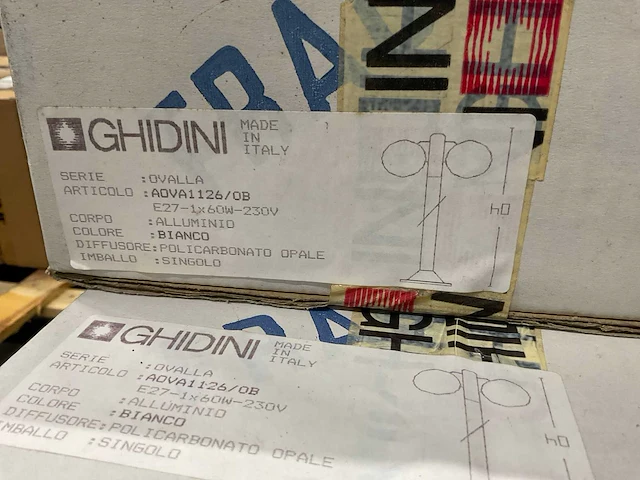 GHIDINI
MADE
IN
ITALY
SERIE :OVALLA
ARTICOLO :AOVA1126/OB
E27-1x60W-230V
CORPO :ALLUMINIO
COLORE :BIANCO
DIFFUSORE:POLICARBONATO OPALE
IMBALLO :SINGOLO
h0
GHIDINI
MADE
IN
ITALY
SERIE :OVALLA
ARTICOLO :AOVA1126/OB
E27-1x60W-230V
CORPO :ALLUMINIO
COLORE :BIANCO
DIFFUSORE:POLICARBONATO OPALE
IMBALLO :SINGOLO
h0